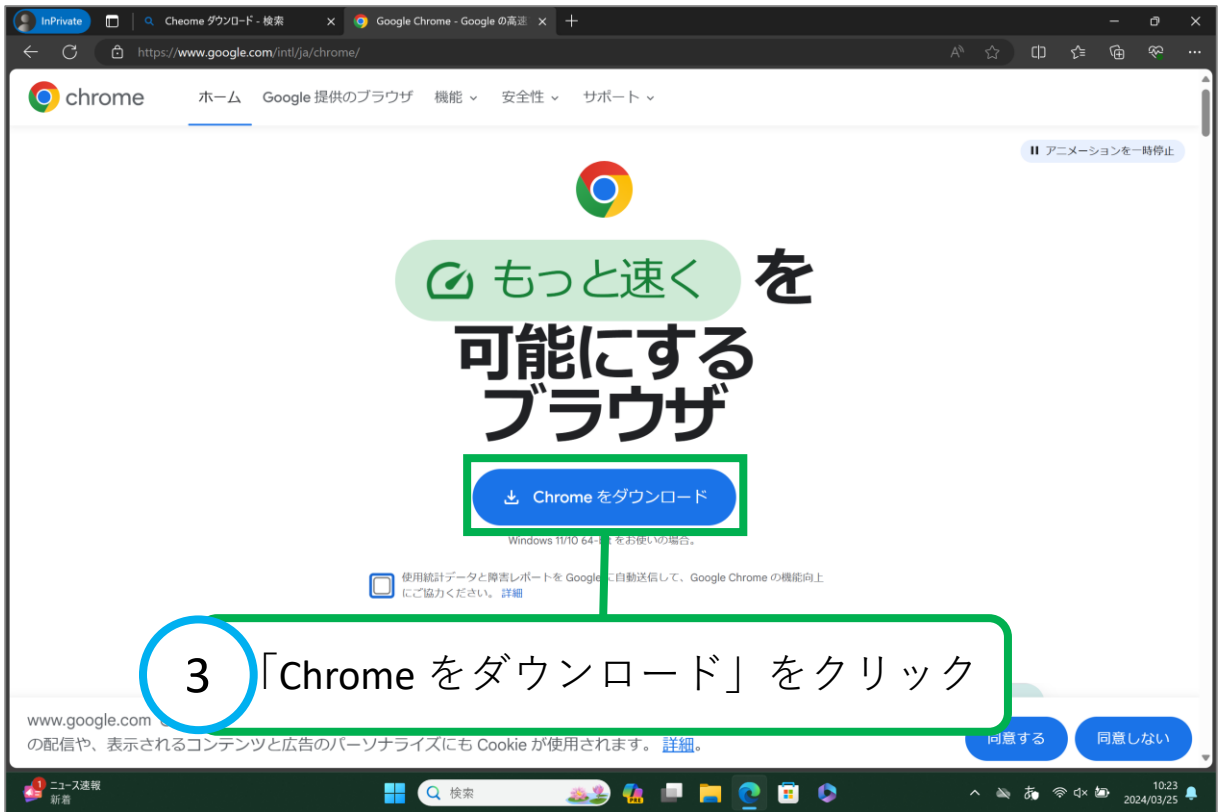 InPrivate
Cheome ダウンロード - 検索
Google Chrome - Google の高速
https://www.google.com/intl/ja/chrome/
chrome
ホーム Google 提供のブラウザ 機能 安全性 サポート
アニメーションを一時停止
もっと速く を
可能にする
ブラウザ
Chrome をダウンロード
Windows 11/10 64- をお使いの場合。
使用統計データと障害レポートを Google に自動送信して、Google Chrome の機能向上
にご協力ください。 詳細
3 「Chrome をダウンロード」をクリック
www.google.com
の配信や、表示されるコンテンツと広告のパーソナライズにも Cookie が使用されます。 詳細。
同意する 同意しない
1
ニュース速報
新着
検索
PRE
10:23
2024/03/25